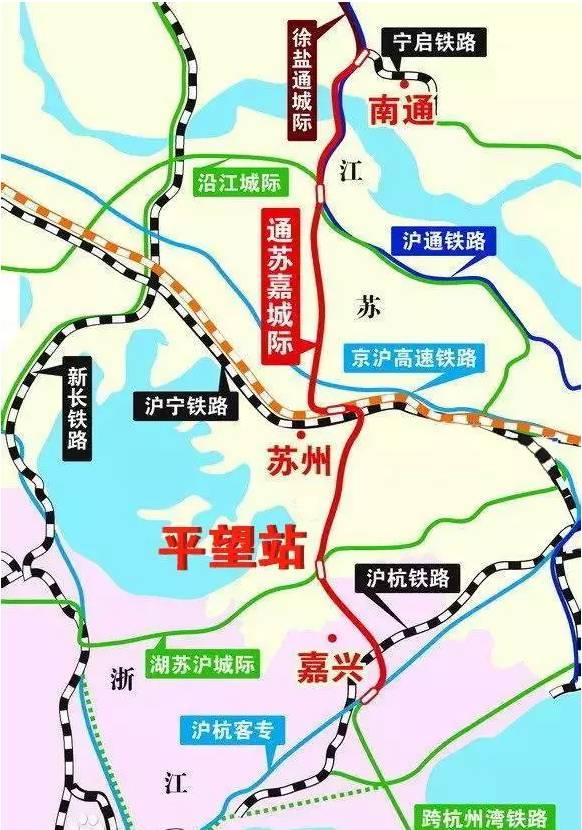 宁启铁路
徐盐通城际
南通
江
沿江城际
通苏嘉城际
沪通铁路
苏
京沪高速铁路
新长铁路
沪宁铁路
苏州
平望站
沪杭铁路
湖苏沪城际
嘉兴
浙
沪杭客专
江
跨杭州湾铁路